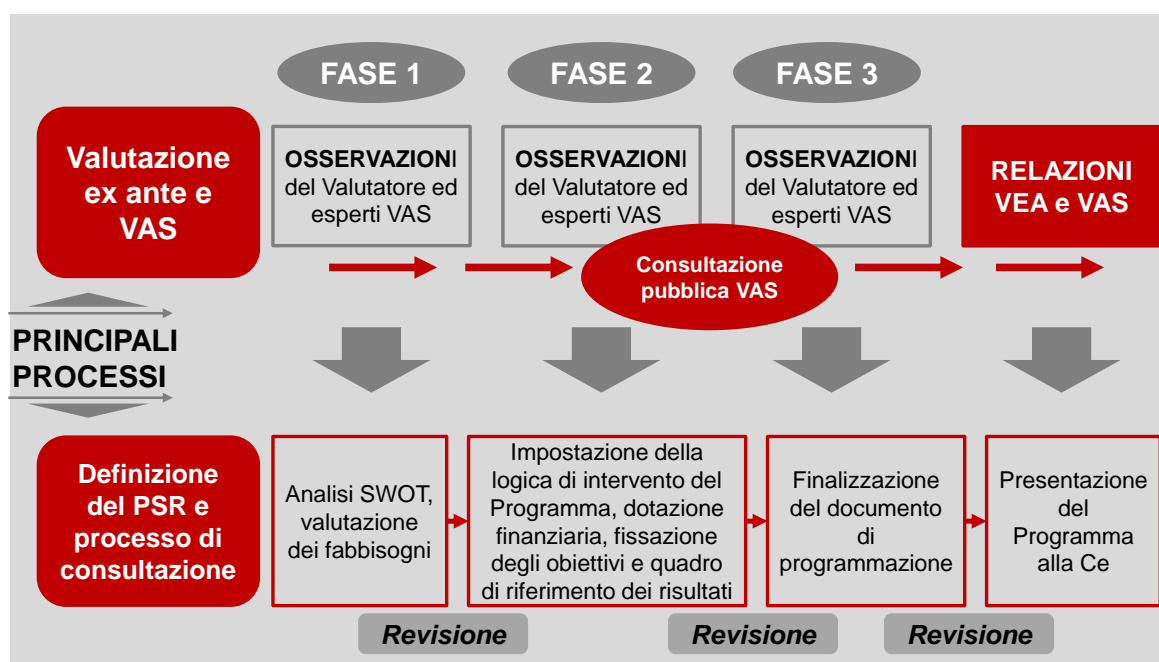 FASE 1
FASE 2
FASE 3
Valutazione
ex ante e
VAS
OSSERVAZIONI
del Valutatore ed
esperti VAS
OSSERVAZIONI
del Valutatore ed
esperti VAS
OSSERVAZIONI
del Valutatore ed
esperti VAS
RELAZIONI
VEA e VAS
Consultazione
pubblica VAS
PRINCIPALI
PROCESSI
Definizione
del PSR e
processo di
consultazione
Analisi SWOT,
valutazione
dei fabbisogni
Impostazione della
logica di intervento del
Programma, dotazione
finanziaria, fissazione
degli obiettivi e quadro
di riferimento dei risultati
Finalizzazione
del documento
di
programmazione
Presentazione
del
Programma
alla Ce
Revisione
Revisione
Revisione